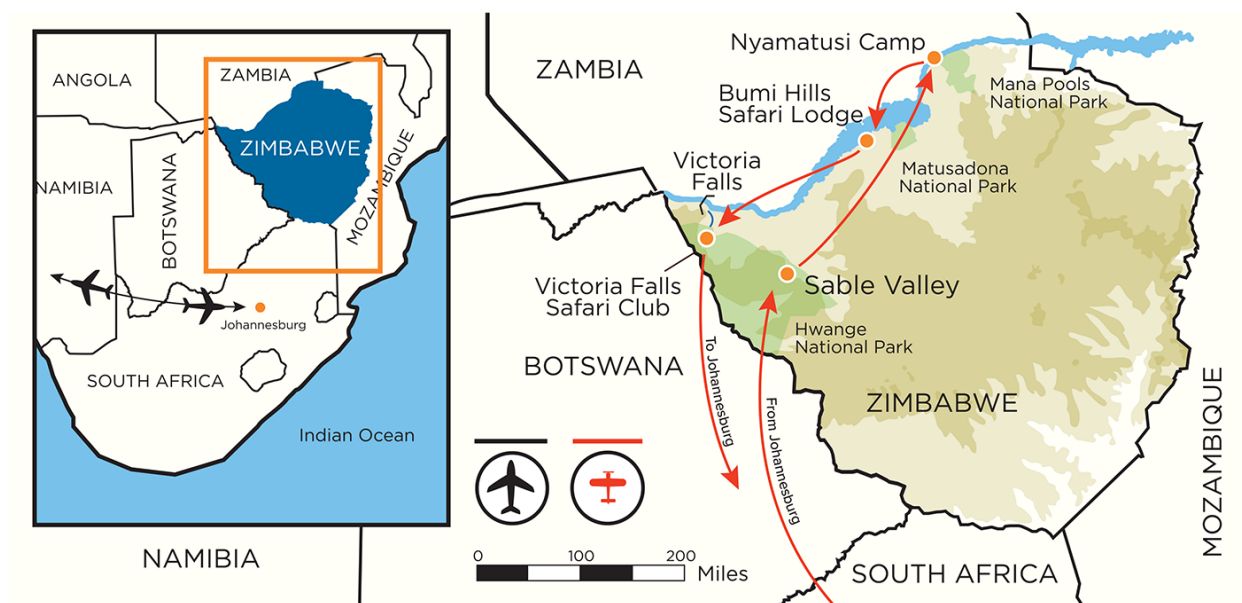 ANGOLA
ZAMBIA
ZIMBABWE
NAMIBIA
BOTSWANA
MOZAMBIQUE
Johannesburg
SOUTH AFRICA
Indian Ocean
NAMIBIA
ZAMBIA
Nyamatusi Camp
Mana Pools
National Park
Bumi Hills
Safari Lodge
Matusadona
National Park
Victoria
Falls
Victoria Falls
Safari Club
Sable Valley
Hwange
National Park
BOTSWANA
To Johannesburg
From Johannesburg
ZIMBABWE
MOZAMBIQUE
SOUTH AFRICA
0 100 200
Miles